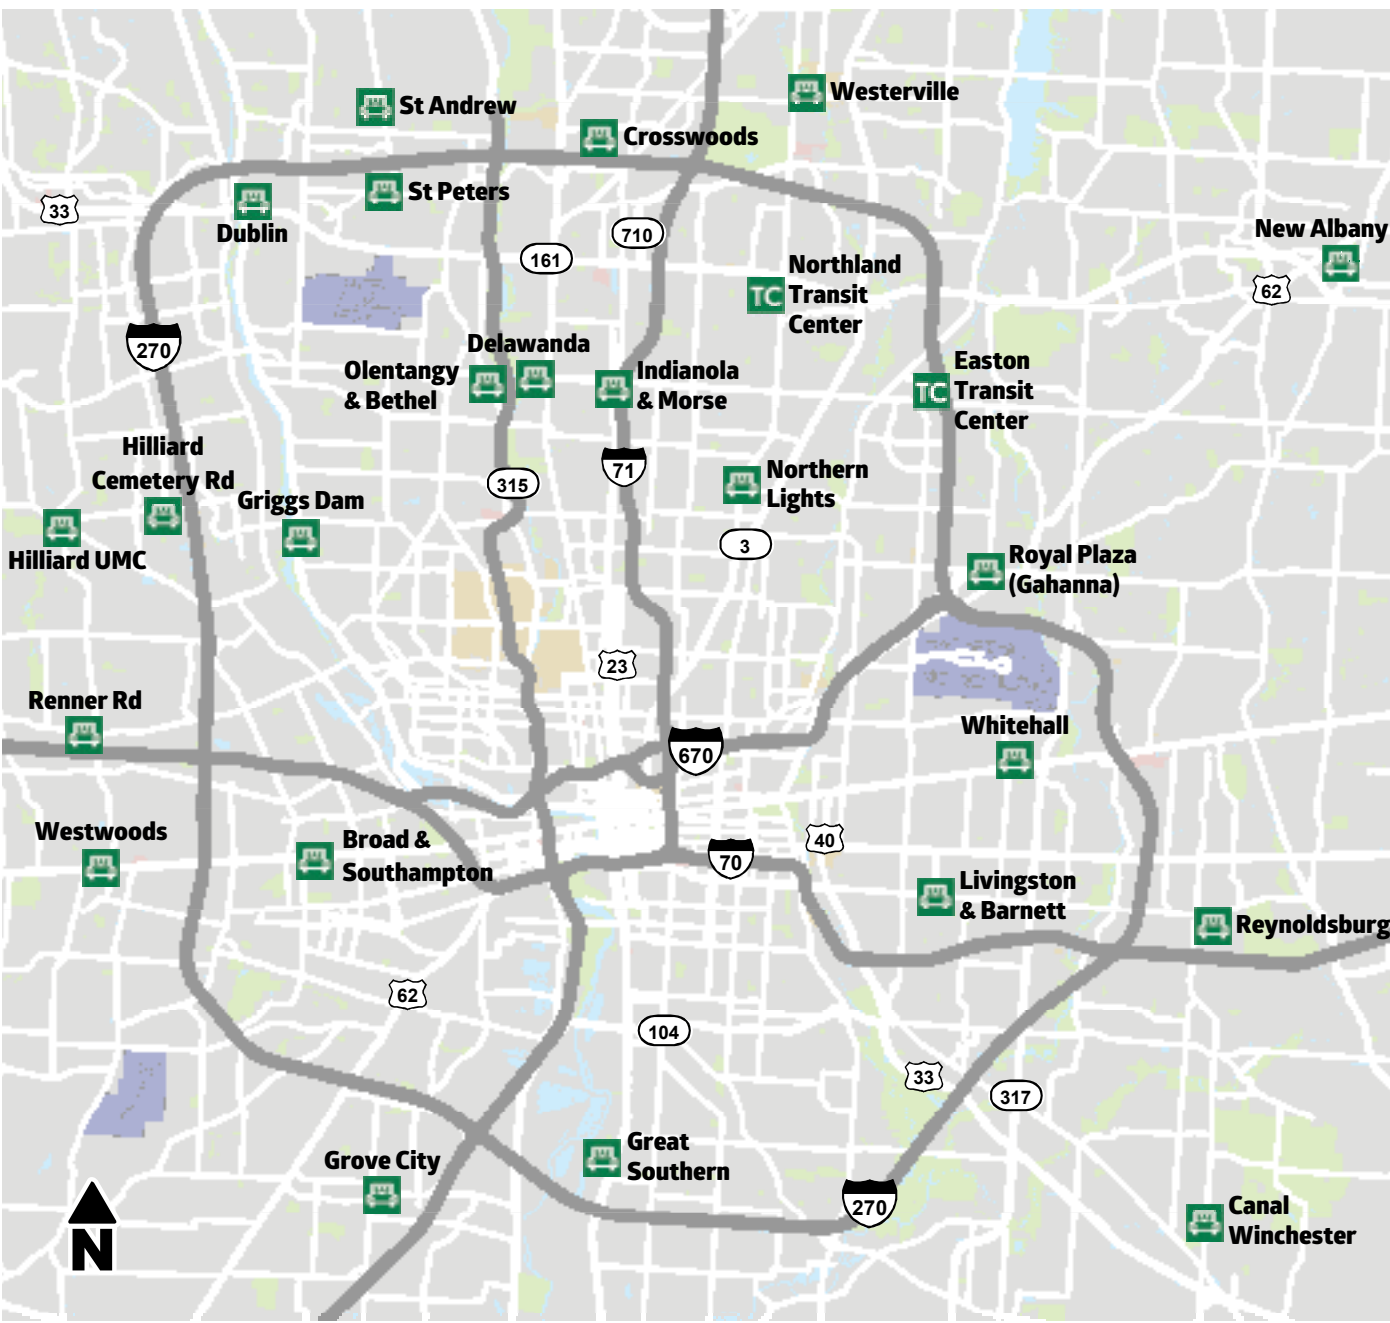 Westerville
St Andrew
Crosswoods
St Peters
33
Dublin
710
161
New Albany
62
Northland
TC Transit
Center
270
Delawanda
Olentangy
& Bethel
Indianola
& Morse
Easton
TC Transit
Center
Hilliard
Cemetery Rd
Griggs Dam
315
71
Northern
Lights
Hilliard UMC
3
Royal Plaza
(Gahanna)
23
Renner Rd
Whitehall
670
Westwoods
Broad &
Southampton
40
70
Livingston
& Barnett
Reynoldsburg
62
104
33
317
Grove City
Great
Southern
270
Canal
Winchester
N